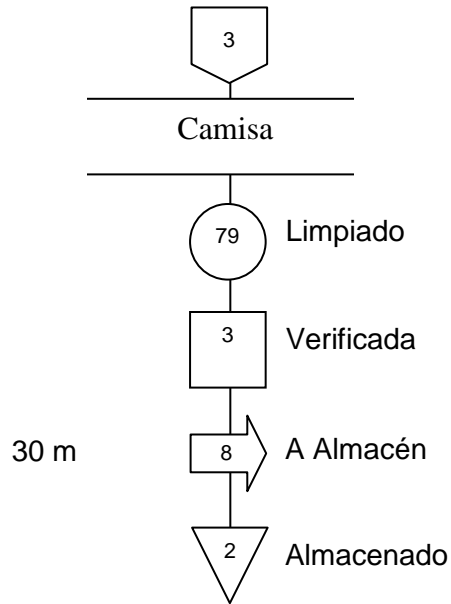 3
Camisa
79 Limpiado
3 Verificada
30 m 8 A Almacén
2 Almacenado